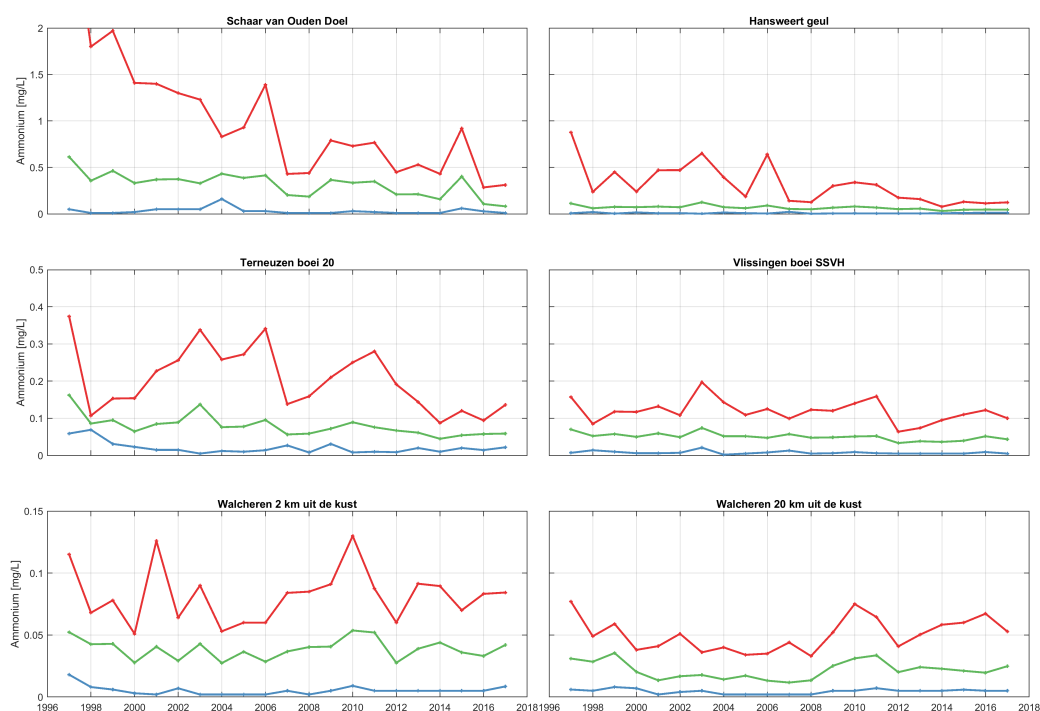 Schaar van Ouden Doel
Hansweert geul
Ammonium [mg/L]
2
1.5
1
0.5
0
Terneuzen boei 20
Vlissingen boei SSVH
Ammonium [mg/L]
0.5
0.4
0.3
0.2
0.1
0
Walcheren 2 km uit de kust
Walcheren 20 km uit de kust
Ammonium [mg/L]
0.15
0.1
0.05
0
1996 1998 2000 2002 2004 2006 2008 2010 2012 2014 2016 2018
1996 1998 2000 2002 2004 2006 2008 2010 2012 2014 2016 2018